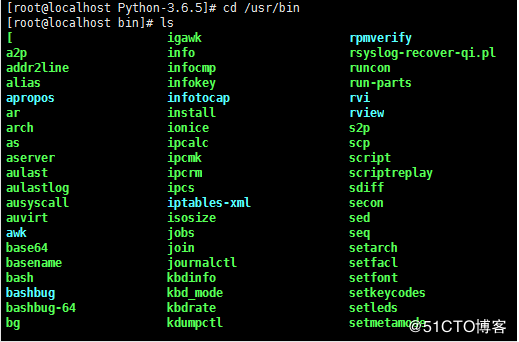 [root@localhost Python-3.6.5]# cd /usr/bin
[root@localhost bin]# ls
[ igawk rpmverify
a2p info rsyslog-recover-qi.pl
addr2line infocmp runcon
alias infokey run-parts
apropos infotocap rvi
ar install rview
arch ionice s2p
as ipcalc scp
aserver ipcmk script
aulast ipcrm scriptreplay
aulastlog ipcs sdiff
ausyscall iptables-xml secon
auvirt isosize sed
awk jobs seq
base64 join setarch
basename journalctl setfacl
bash kbdinfo setfont
bashbug kbd_mode setkeycodes
bashbug-64 kbdrate setleds
bg kdumpctl setmetamode
@51CTO博客